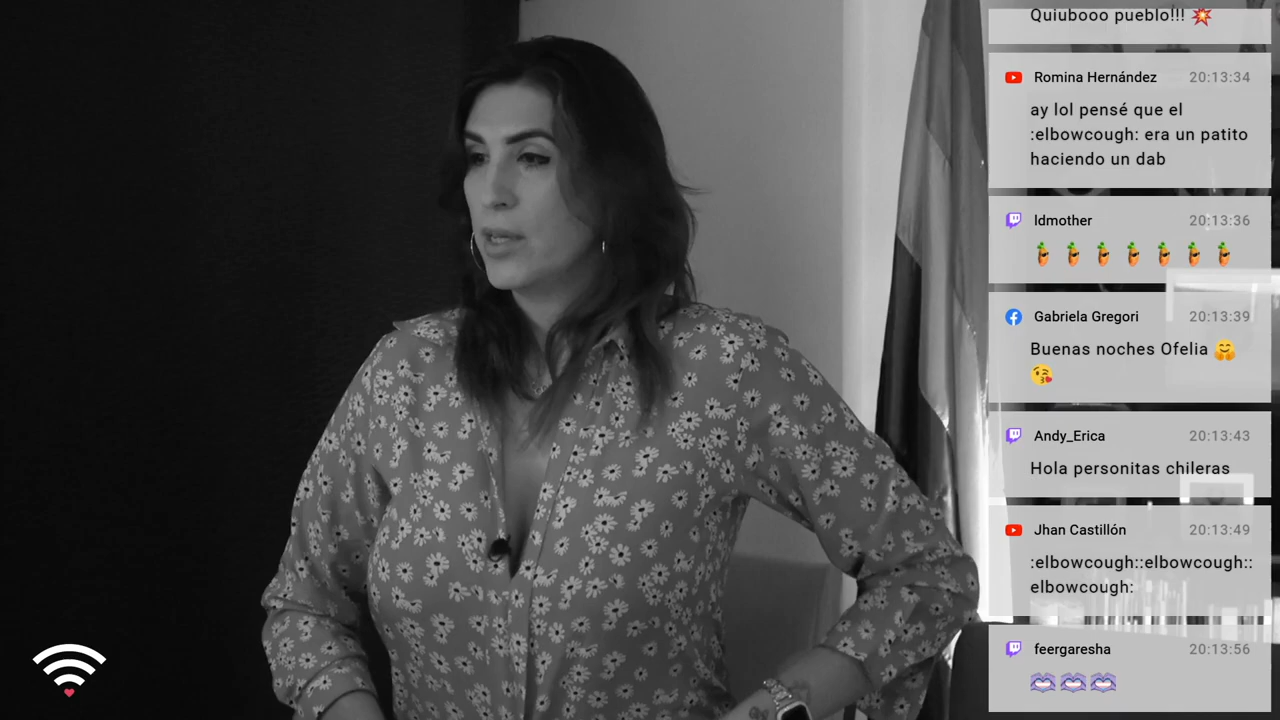 Quiubooo pueblo!!! 💥
Romina Hernández 20:13:34
ay lol pensé que el
:elbowcough: era un patito
haciendo un dab
ldmother 20:13:36
Gabriela Gregori 20:13:39
Buenas noches Ofelia 🤗
😘
Andy_Erica 20:13:43
Hola personitas chileras
Jhan Castillón 20:13:49
:elbowcough::elbowcough::
elbowcough:
feergaresha 20:13:56